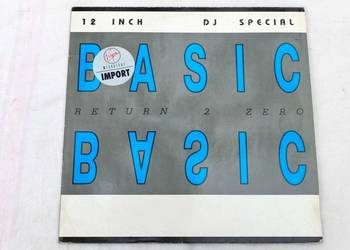 12 INCH DJ SPECIAL
BASIC
Virgin
MEGASTORE
IMPORT
RETURN 2 ZERO
BASIC